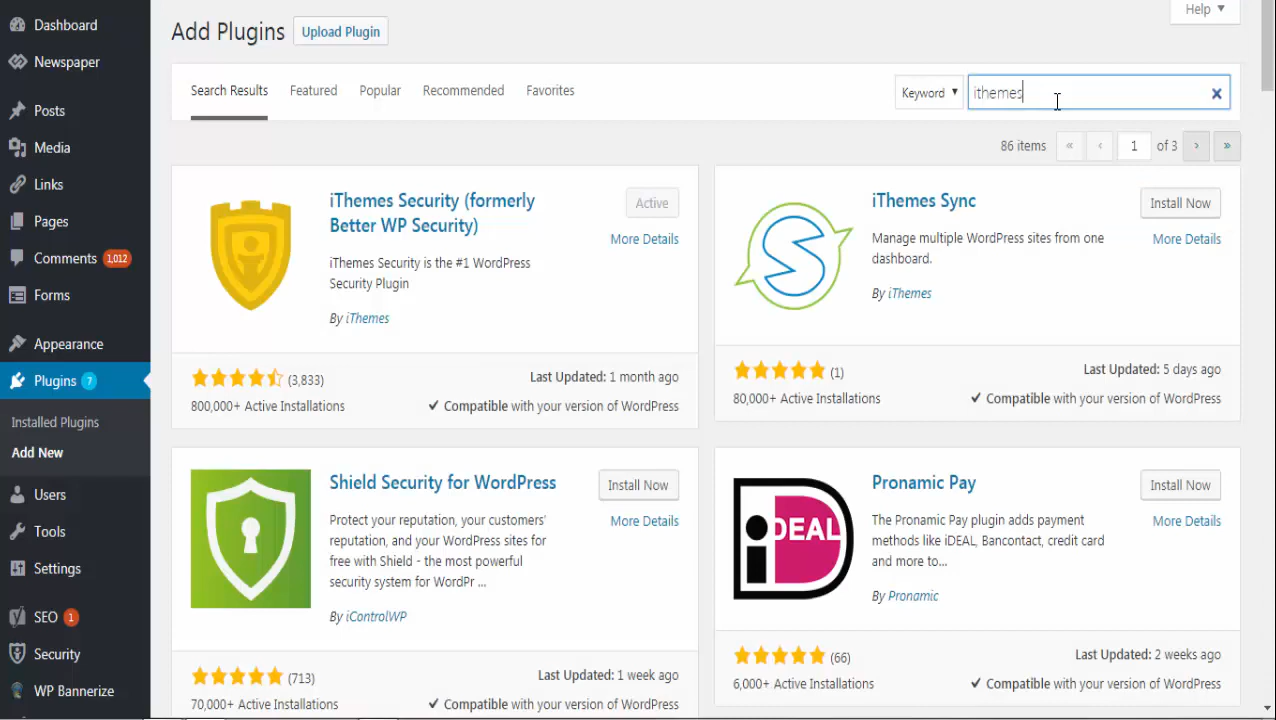 Dashboard
Newspaper
Posts
Media
Links
Pages
Comments 1,012
Forms
Appearance
Plugins 7
Installed Plugins
Add New
Users
Tools
Settings
SEO 1
Security
WP Bannerize
Help ▼
Add Plugins Upload Plugin
Search Results Featured Popular Recommended Favorites Keyword ▼ ithemes ×
86 items « ‹ 1 of 3 › »
iThemes Security (formerly
Better WP Security)
Active
More Details
iThemes Security is the #1 WordPress
Security Plugin
By iThemes
(3,833) Last Updated: 1 month ago
800,000+ Active Installations ✔ Compatible with your version of WordPress
S
iThemes Sync
Install Now
More Details
Manage multiple WordPress sites from one
dashboard.
By iThemes
(1) Last Updated: 5 days ago
80,000+ Active Installations ✔ Compatible with your version of WordPress
Shield Security for WordPress
Install Now
More Details
Protect your reputation, your customers'
reputation, and your WordPress sites for
free with Shield - the most powerful
security system for WordPr ...
By iControlWP
(713) Last Updated: 1 week ago
70,000+ Active Installations ✔ Compatible with your version of WordPress
iDEAL
Pronamic Pay
Install Now
More Details
The Pronamic Pay plugin adds payment
methods like iDEAL, Bancontact, credit card
and more to...
By Pronamic
(66) Last Updated: 2 weeks ago
6,000+ Active Installations ✔ Compatible with your version of WordPress